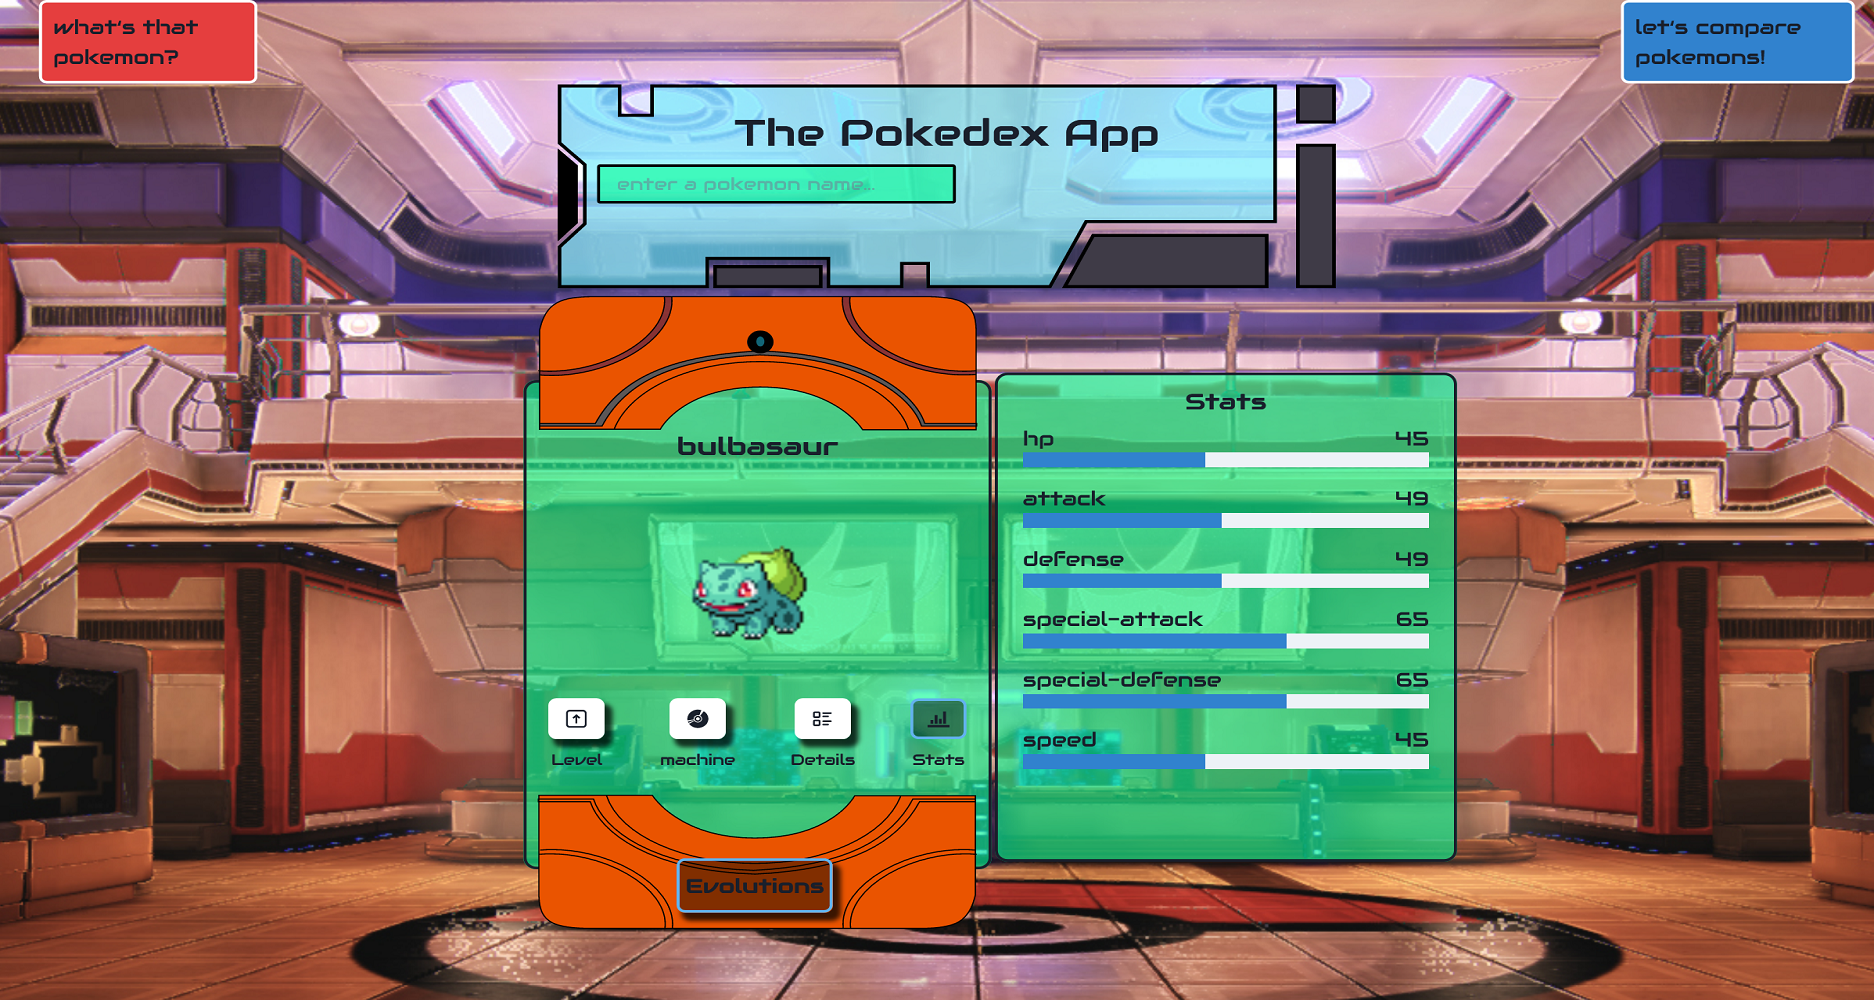 what's that
pokemon?
let's compare
pokemons!
The Pokedex App
enter a pokemon name...
bulbasaur
Level
machine
Details
Stats
Evolutions
Stats
hp 45
attack 49
defense 49
special-attack 65
special-defense 65
speed 45